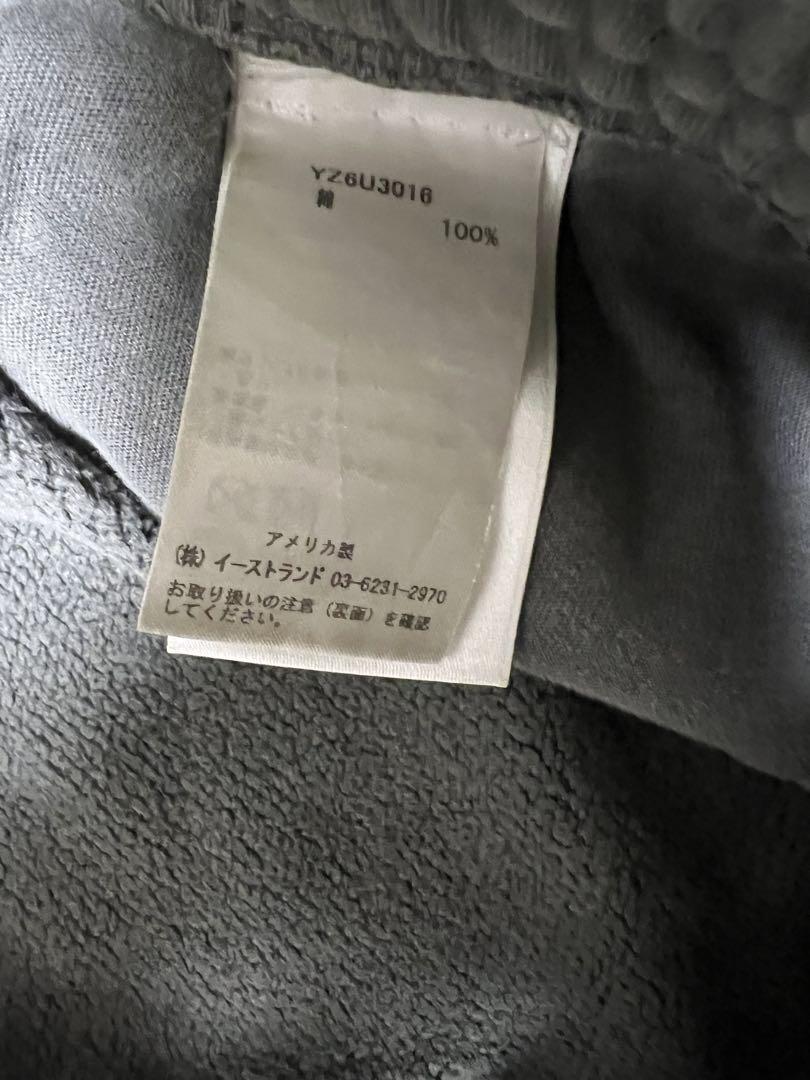 YZ6U3016
綿
100%
アメリカ製
(株) イーストランド 03-6231-2970
お取り扱いの注意 (裏面) を確認
してください。